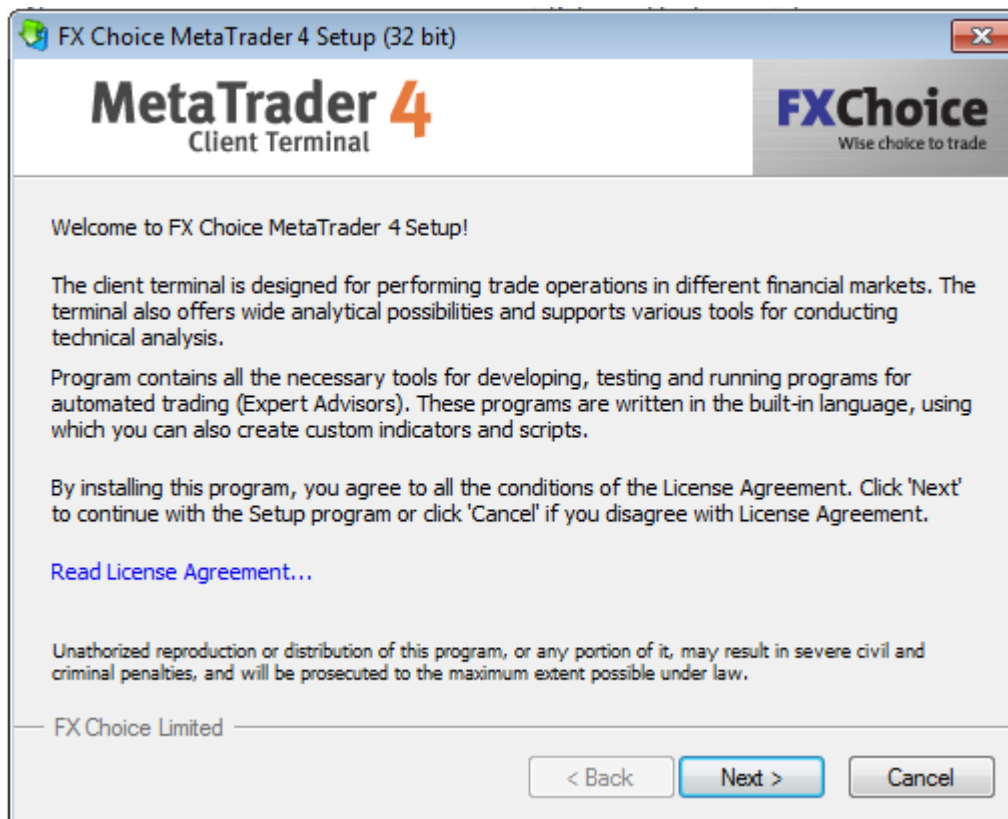 FX Choice MetaTrader 4 Setup (32 bit)
MetaTrader 4
Client Terminal
FXChoice
Wise choice to trade
Welcome to FX Choice MetaTrader 4 Setup!
The client terminal is designed for performing trade operations in different financial markets. The
terminal also offers wide analytical possibilities and supports various tools for conducting
technical analysis.
Program contains all the necessary tools for developing, testing and running programs for
automated trading (Expert Advisors). These programs are written in the built-in language, using
which you can also create custom indicators and scripts.
By installing this program, you agree to all the conditions of the License Agreement. Click 'Next'
to continue with the Setup program or click 'Cancel' if you disagree with License Agreement.
Read License Agreement...
Unathorized reproduction or distribution of this program, or any portion of it, may result in severe civil and
criminal penalties, and will be prosecuted to the maximum extent possible under law.
FX Choice Limited
< Back Next > Cancel